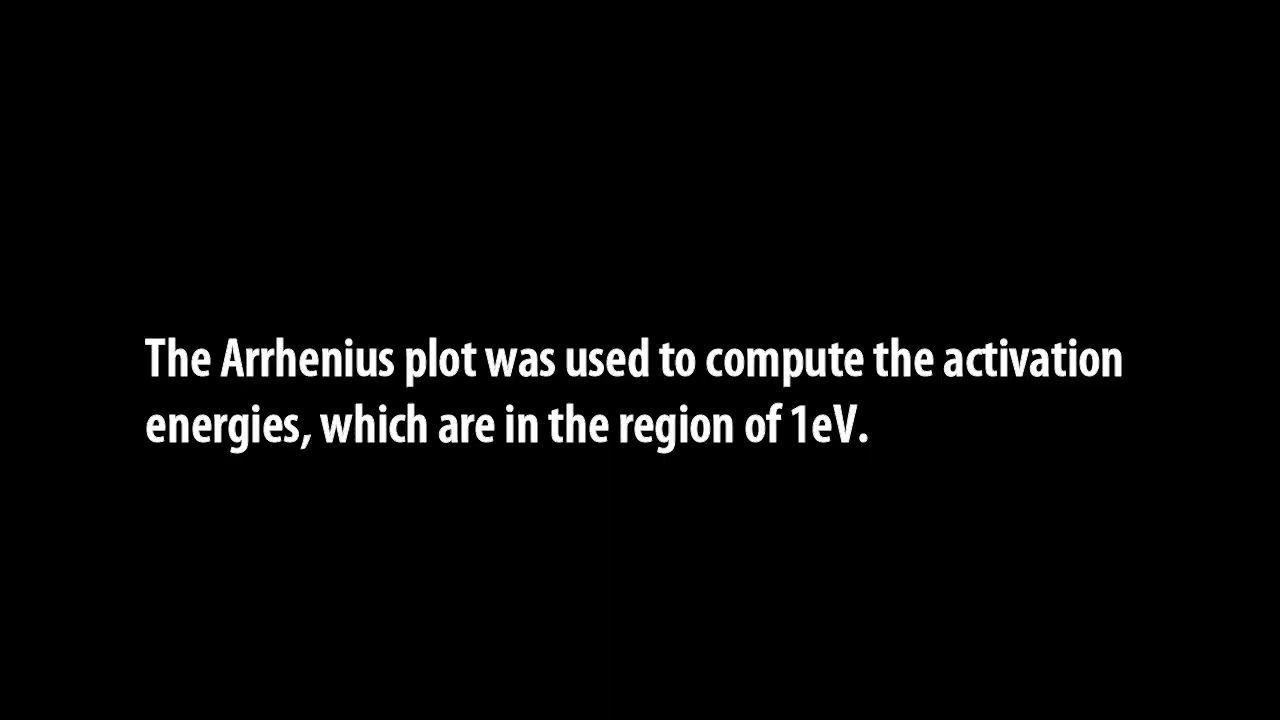 The Arrhenius plot was used to compute the activation
energies, which are in the region of 1eV.